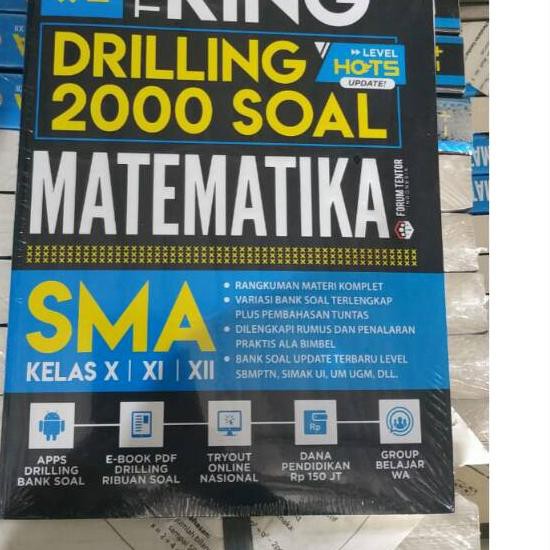 THE KING
DRILLING
LEVEL
HOTS
UPDATE!
2000 SOAL
MATEMATIKA
FORUM TENTOR
INDONESIA
SMA
KELAS X | XI | XII
• RANGKUMAN MATERI KOMPLET
• VARIASI BANK SOAL TERLENGKAP
PLUS PEMBAHASAN TUNTAS
• DILENGKAPI RUMUS DAN PENALARAN
PRAKTIS ALA BIMBEL
• BANK SOAL UPDATE TERBARU LEVEL
SBMPTN, SIMAK UI, UM UGM, DLL.
Rp
APPS
DRILLING
BANK SOAL
E-BOOK PDF
DRILLING
RIBUAN SOAL
TRYOUT
ONLINE
NASIONAL
DANA
PENDIDIKAN
Rp 150 JT
GROUP
BELAJAR
WA